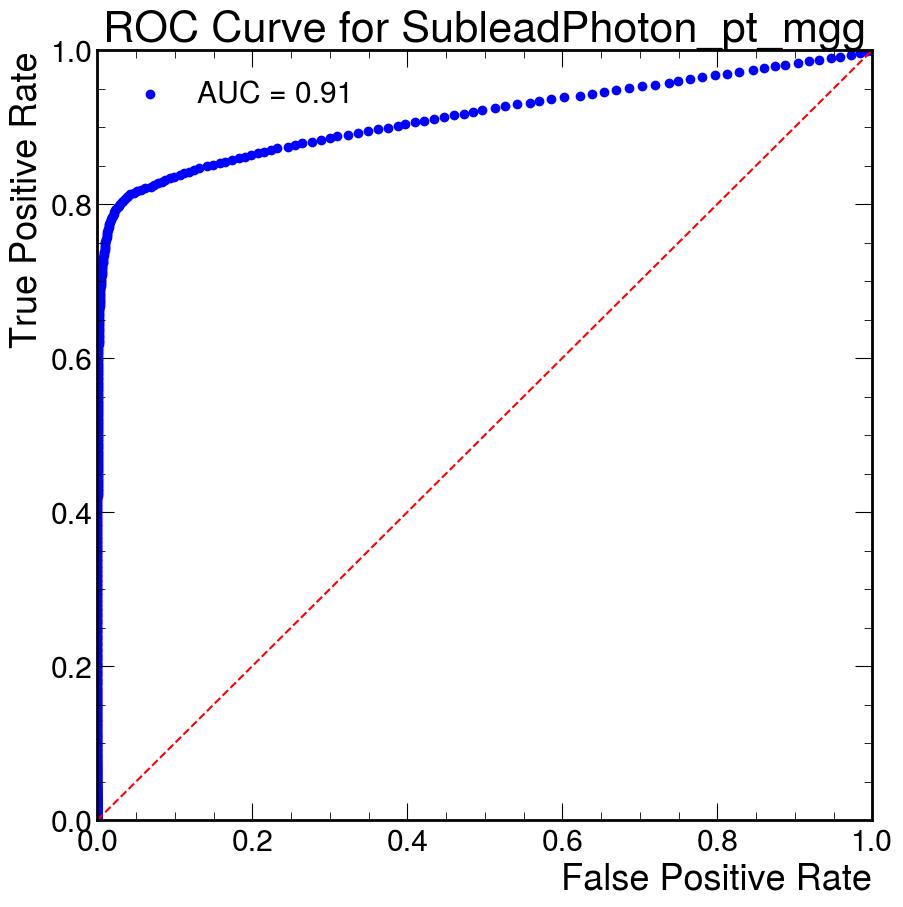 ROC Curve for SubleadPhoton_pt_mgg
AUC = 0.91
True Positive Rate
1.0
0.8
0.6
0.4
0.2
0.0
0.0 0.2 0.4 0.6 0.8 1.0
False Positive Rate